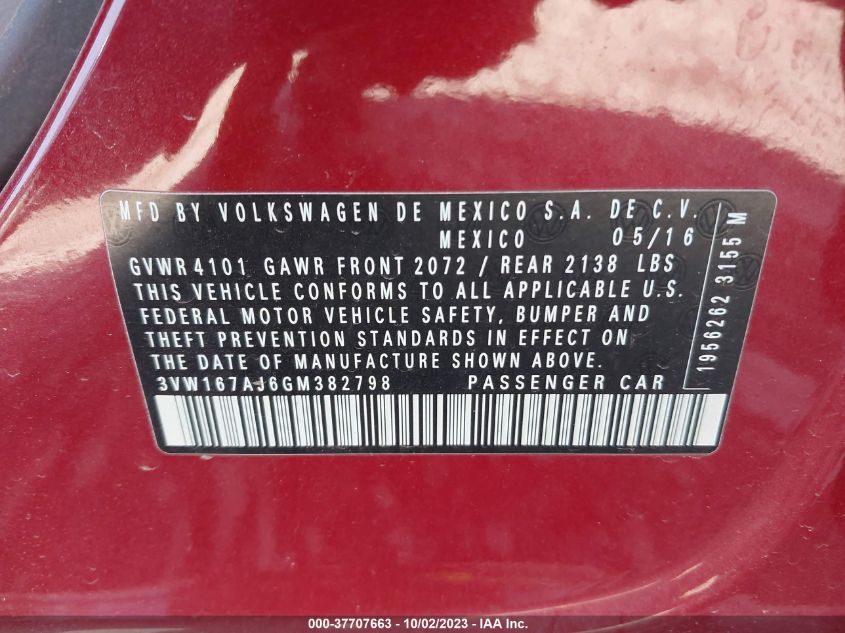 MFD BY VOLKSWAGEN DE MEXICO S.A. DE C.V.
MEXICO 05/16
GVWR 4101 GAWR FRONT 2072 / REAR 2138 LBS
THIS VEHICLE CONFORMS TO ALL APPLICABLE U.S.
FEDERAL MOTOR VEHICLE SAFETY, BUMPER AND
THEFT PREVENTION STANDARDS IN EFFECT ON
THE DATE OF MANUFACTURE SHOWN ABOVE.
3VW167AJ6GM382798 PASSENGER CAR
1956262 3155 M
000-37707663 - 10/02/2023 - IAA Inc.